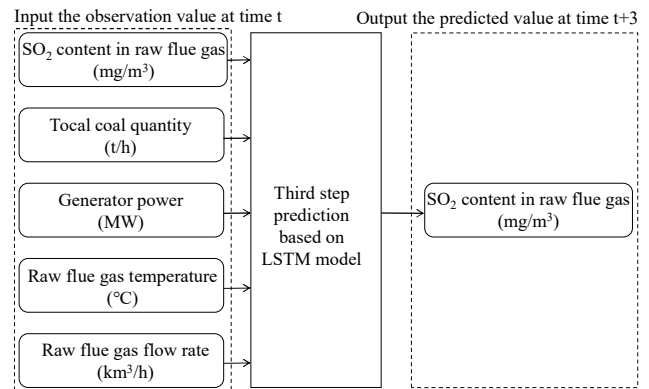 Input the observation value at time t
Output the predicted value at time t+3
SO₂ content in raw flue gas
(mg/m³)
Tocal coal quantity
(t/h)
Generator power
(MW)
Raw flue gas temperature
(℃)
Raw flue gas flow rate
(km³/h)
Third step
prediction
based on
LSTM model
SO₂ content in raw flue gas
(mg/m³)